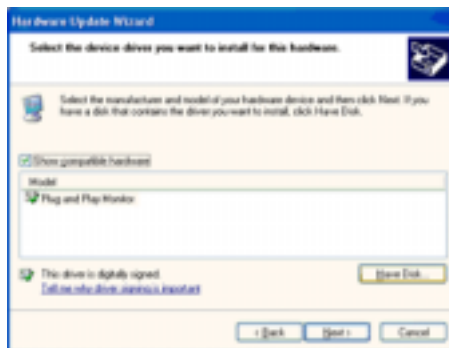 Hardware Update Wizard
Select the device driver you want to install for this hardware.
Select the manufacturer and model of your hardware device and then click Next. If you
have a disk that contains the driver you want to install, click Have Disk.
Show compatible hardware
Model
Plug and Play Monitor
This driver is digitally signed.
Have Disk...
Tell me why driver signing is important
< Back
Next >
Cancel